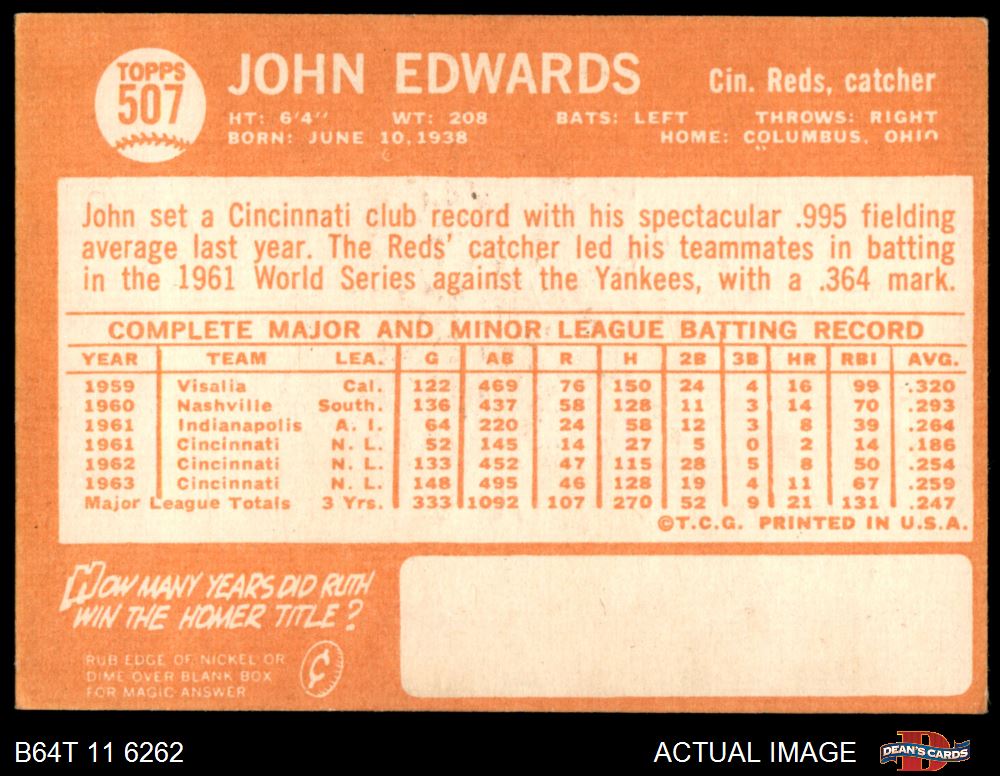 TOPPS
507
JOHN EDWARDS
Cin. Reds, catcher
HT: 6'4" WT: 208 BATS: LEFT THROWS: RIGHT
BORN: JUNE 10, 1938 HOME: COLUMBUS, OHIO
John set a Cincinnati club record with his spectacular .995 fielding
average last year. The Reds' catcher led his teammates in batting
in the 1961 World Series against the Yankees, with a .364 mark.
COMPLETE MAJOR AND MINOR LEAGUE BATTING RECORD
YEAR TEAM LEA. G AB R H 2B 3B HR RBI AVG.
1959 Visalia Cal. 122 469 76 150 24 4 16 99 .320
1960 Nashville South. 136 437 58 128 11 3 14 70 .293
1961 Indianapolis A. I. 64 220 24 58 12 3 8 39 .264
1961 Cincinnati N. L. 52 145 14 27 5 0 2 14 .186
1962 Cincinnati N. L. 133 452 47 115 28 5 8 50 .254
1963 Cincinnati N. L. 148 495 46 128 19 4 11 67 .259
Major League Totals 3 Yrs. 333 1092 107 270 52 9 21 131 .247
©T.C.G. PRINTED IN U.S.A.
HOW MANY YEARS DID RUTH
WIN THE HOMER TITLE?
RUB EDGE OF NICKEL OR
DIME OVER BLANK BOX
FOR MAGIC ANSWER
¢
B64T 11 6262
ACTUAL IMAGE
D
DEAN'S CARDS